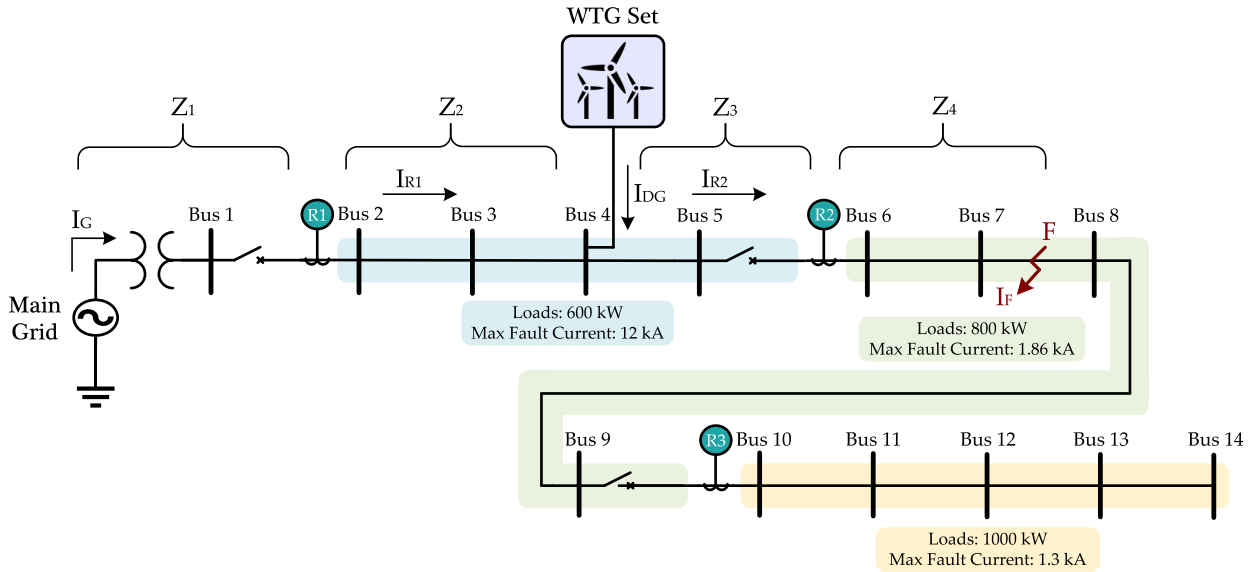 WTG Set
Z1
Z2
Z3
Z4
IR1
IDG
IR2
IG
Bus 1
R1
Bus 2
Bus 3
Bus 4
Bus 5
R2
Bus 6
Bus 7
F
Bus 8
IF
Main
Grid
Loads: 600 kW
Max Fault Current: 12 kA
Loads: 800 kW
Max Fault Current: 1.86 kA
Bus 9
R3
Bus 10
Bus 11
Bus 12
Bus 13
Bus 14
Loads: 1000 kW
Max Fault Current: 1.3 kA